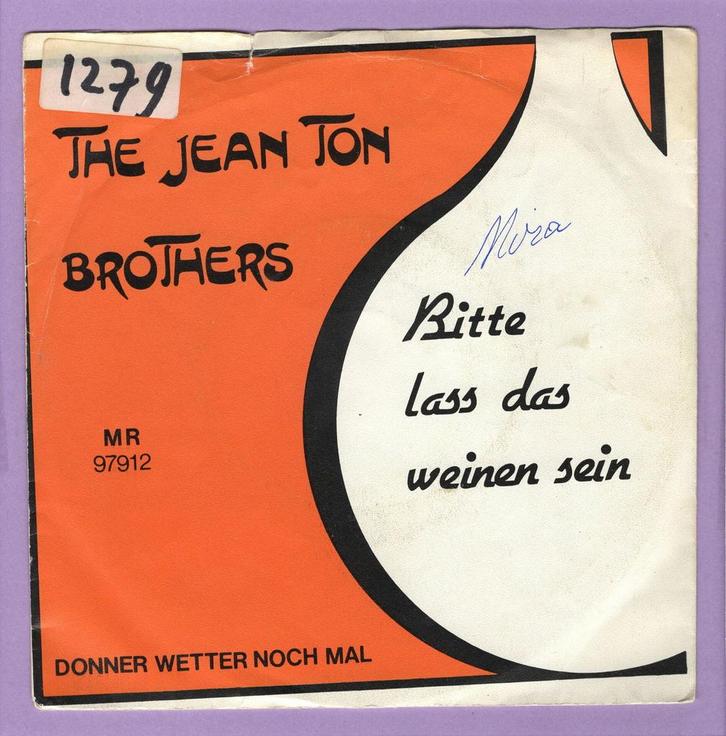 1279
THE JEAN TON
BROTHERS
Mira
Bitte
lass das
weinen sein
MR
97912
DONNER WETTER NOCH MAL